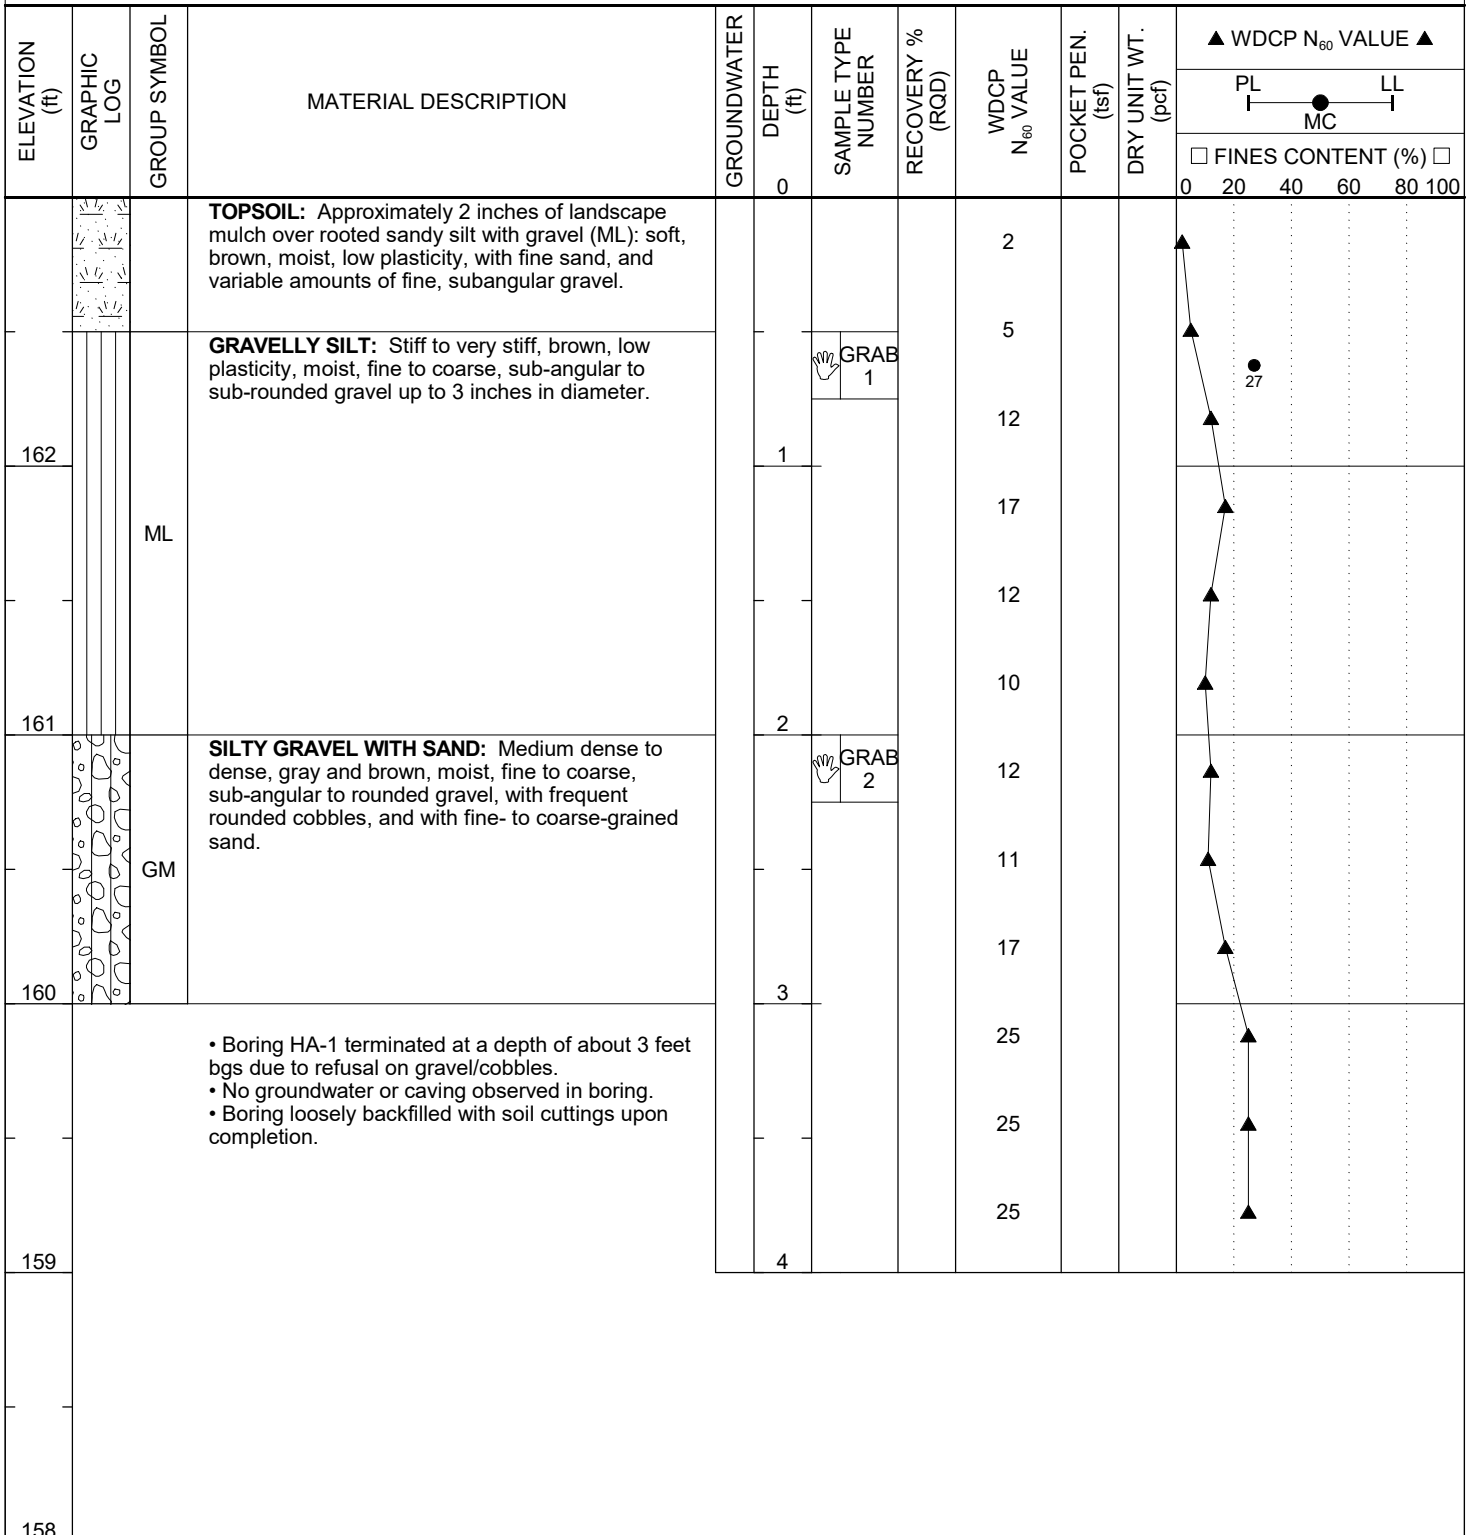 ELEVATION
(ft)
GRAPHIC
LOG
GROUP SYMBOL
MATERIAL DESCRIPTION
GROUNDWATER
DEPTH
(ft)
0
SAMPLE TYPE
NUMBER
RECOVERY %
(RQD)
WDCP
N60 VALUE
POCKET PEN.
(tsf)
DRY UNIT WT.
(pcf)
▲ WDCP N60 VALUE ▲
PL LL
MC
□ FINES CONTENT (%) □
0 20 40 60 80 100
TOPSOIL: Approximately 2 inches of landscape
mulch over rooted sandy silt with gravel (ML): soft,
brown, moist, low plasticity, with fine sand, and
variable amounts of fine, subangular gravel.
2
5
GRAVELLY SILT: Stiff to very stiff, brown, low
plasticity, moist, fine to coarse, sub-angular to
sub-rounded gravel up to 3 inches in diameter.
GRAB
1
27
12
162
1
17
ML
12
10
161
2
SILTY GRAVEL WITH SAND: Medium dense to
dense, gray and brown, moist, fine to coarse,
sub-angular to rounded gravel, with frequent
rounded cobbles, and with fine- to coarse-grained
sand.
GRAB
2
12
GM
11
17
160
3
• Boring HA-1 terminated at a depth of about 3 feet
bgs due to refusal on gravel/cobbles.
• No groundwater or caving observed in boring.
• Boring loosely backfilled with soil cuttings upon
completion.
25
25
25
159
4
158